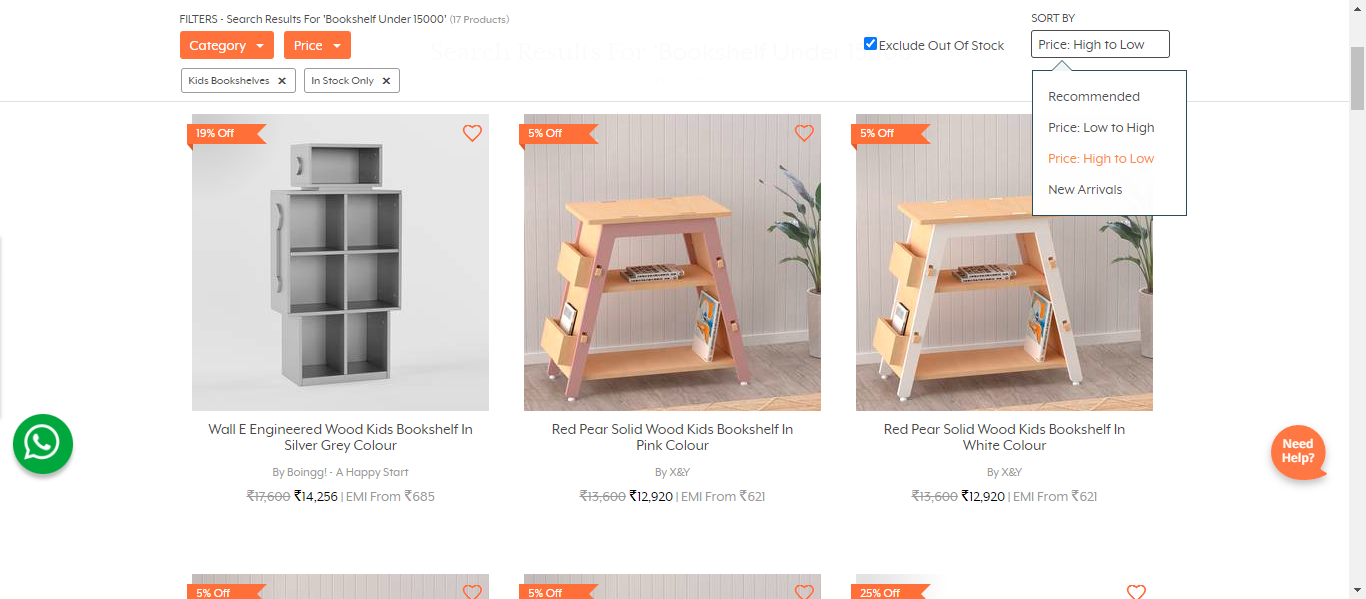 FILTERS - Search Results For 'Bookshelf Under 15000' (17 Products)
SORT BY
Category
Price
Search Results For 'Bookshelf Under
Exclude Out Of Stock
Price: High to Low
Kids Bookshelves ✕
In Stock Only ✕
Recommended
Price: Low to High
Price: High to Low
New Arrivals
19% Off
5% Off
5% Off
Wall E Engineered Wood Kids Bookshelf In
Silver Grey Colour
By Boingg! - A Happy Start
₹17,600 ₹14,256 | EMI From ₹685
Red Pear Solid Wood Kids Bookshelf In
Pink Colour
By X&Y
₹13,600 ₹12,920 | EMI From ₹621
Red Pear Solid Wood Kids Bookshelf In
White Colour
By X&Y
₹13,600 ₹12,920 | EMI From ₹621
Need
Help?
5% Off
5% Off
25% Off